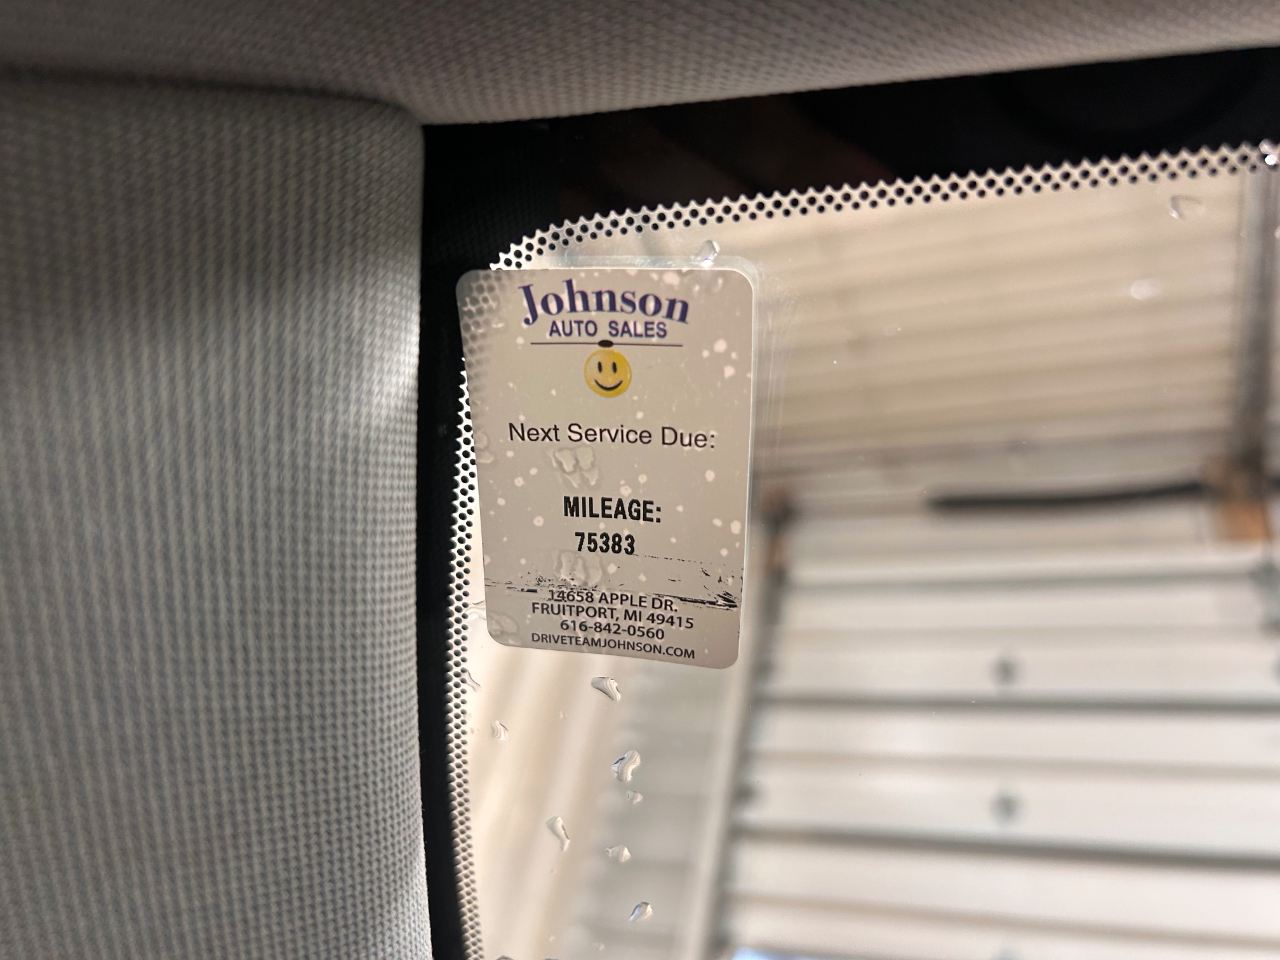 Johnson
AUTO SALES
Next Service Due:
MILEAGE:
75383
14658 APPLE DR.
FRUITPORT, MI 49415
616-842-0560
DRIVETEAMJOHNSON.COM